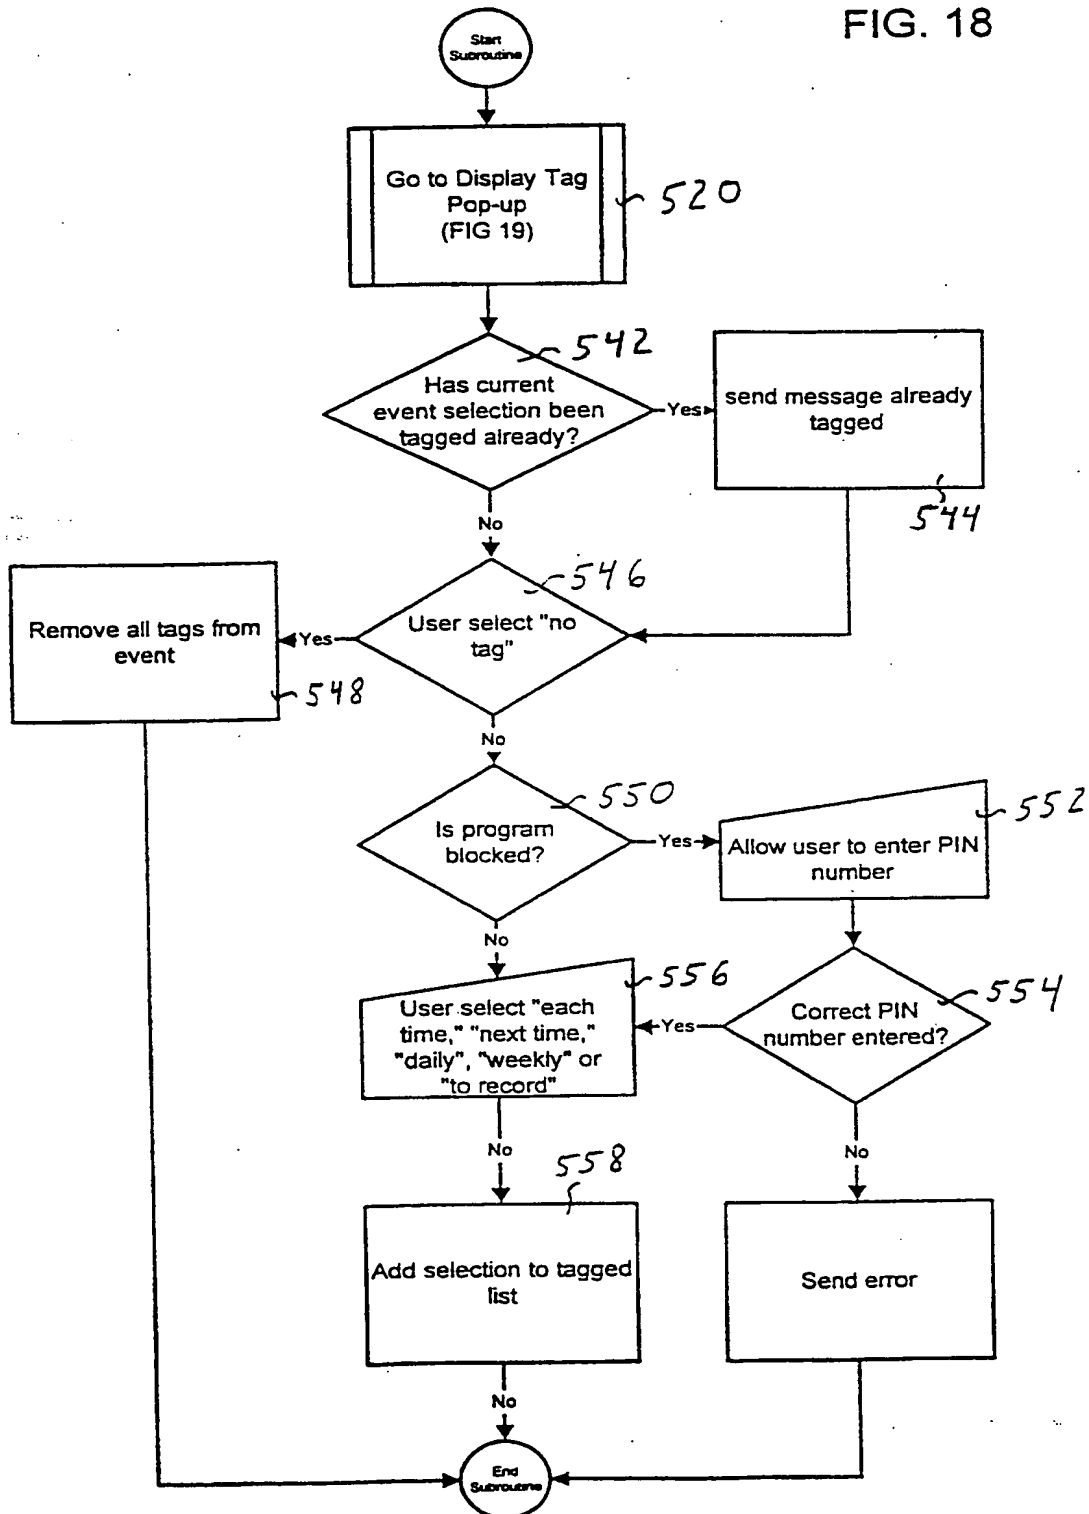 FIG. 18
Start
Subroutine
Go to Display Tag
Pop-up
(FIG 19)
520
542
Has current
event selection been
tagged already?
Yes
send message already
tagged
544
No
546
User select "no
tag"
Yes
Remove all tags from
event
548
No
550
Is program
blocked?
Yes
552
Allow user to enter PIN
number
No
556
User select "each
time," "next time,"
"daily", "weekly" or
"to record"
554
Correct PIN
number entered?
Yes
No
No
558
Add selection to tagged
list
Send error
No
End
Subroutine